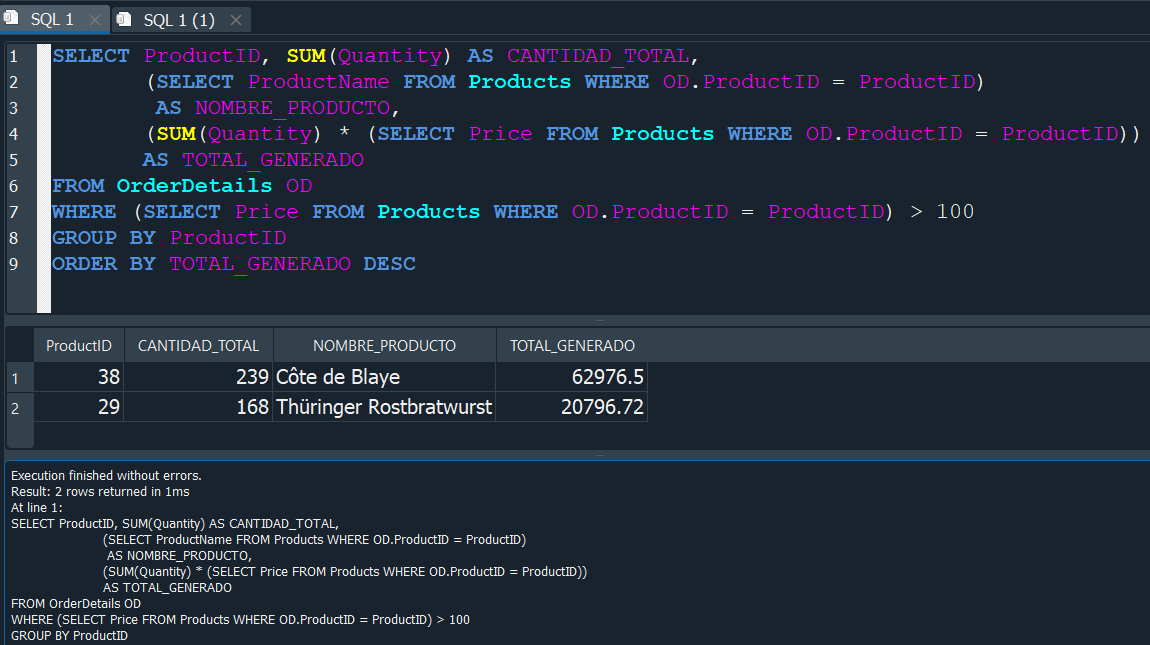 SQL 1
SQL 1 (1)
1 SELECT ProductID, SUM(Quantity) AS CANTIDAD_TOTAL,
2 (SELECT ProductName FROM Products WHERE OD.ProductID = ProductID)
3 AS NOMBRE_PRODUCTO,
4 (SUM(Quantity) * (SELECT Price FROM Products WHERE OD.ProductID = ProductID))
5 AS TOTAL_GENERADO
6 FROM OrderDetails OD
7 WHERE (SELECT Price FROM Products WHERE OD.ProductID = ProductID) > 100
8 GROUP BY ProductID
9 ORDER BY TOTAL_GENERADO DESC
ProductID CANTIDAD_TOTAL NOMBRE_PRODUCTO TOTAL_GENERADO
1 38 239 Côte de Blaye 62976.5
2 29 168 Thüringer Rostbratwurst 20796.72
Execution finished without errors.
Result: 2 rows returned in 1ms
At line 1:
SELECT ProductID, SUM(Quantity) AS CANTIDAD_TOTAL,
(SELECT ProductName FROM Products WHERE OD.ProductID = ProductID)
AS NOMBRE_PRODUCTO,
(SUM(Quantity) * (SELECT Price FROM Products WHERE OD.ProductID = ProductID))
AS TOTAL_GENERADO
FROM OrderDetails OD
WHERE (SELECT Price FROM Products WHERE OD.ProductID = ProductID) > 100
GROUP BY ProductID